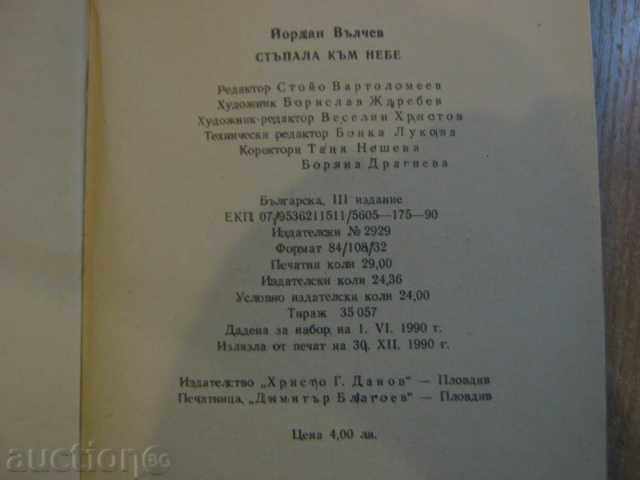 Йордан Вълчев
СТЪПАЛА КЪМ НЕБЕ
Редактор Стойо Вартоломеев
Художник Борислав Ждребев
Художник-редактор Веселин Христов
Технически редактор Бонка Лукова
Коректори Таня Нешева
Боряна Драгиева
Българска, III издание
ЕКП 07/9536211511/5605—175—90
Издателски № 2929
Формат 84/108/32
Печатни коли 29,00
Издателски коли 24,36
Условно издателски коли 24,00
Тираж 35 057
Дадена за набор на 1. VI. 1990 г.
Излязла от печат на 30. XII. 1990 г.
Издателство „Христо Г. Данов“ — Пловдив
Печатница „Димитър Благоев“ — Пловдив
Цена 4,00 лв.
auctionBG